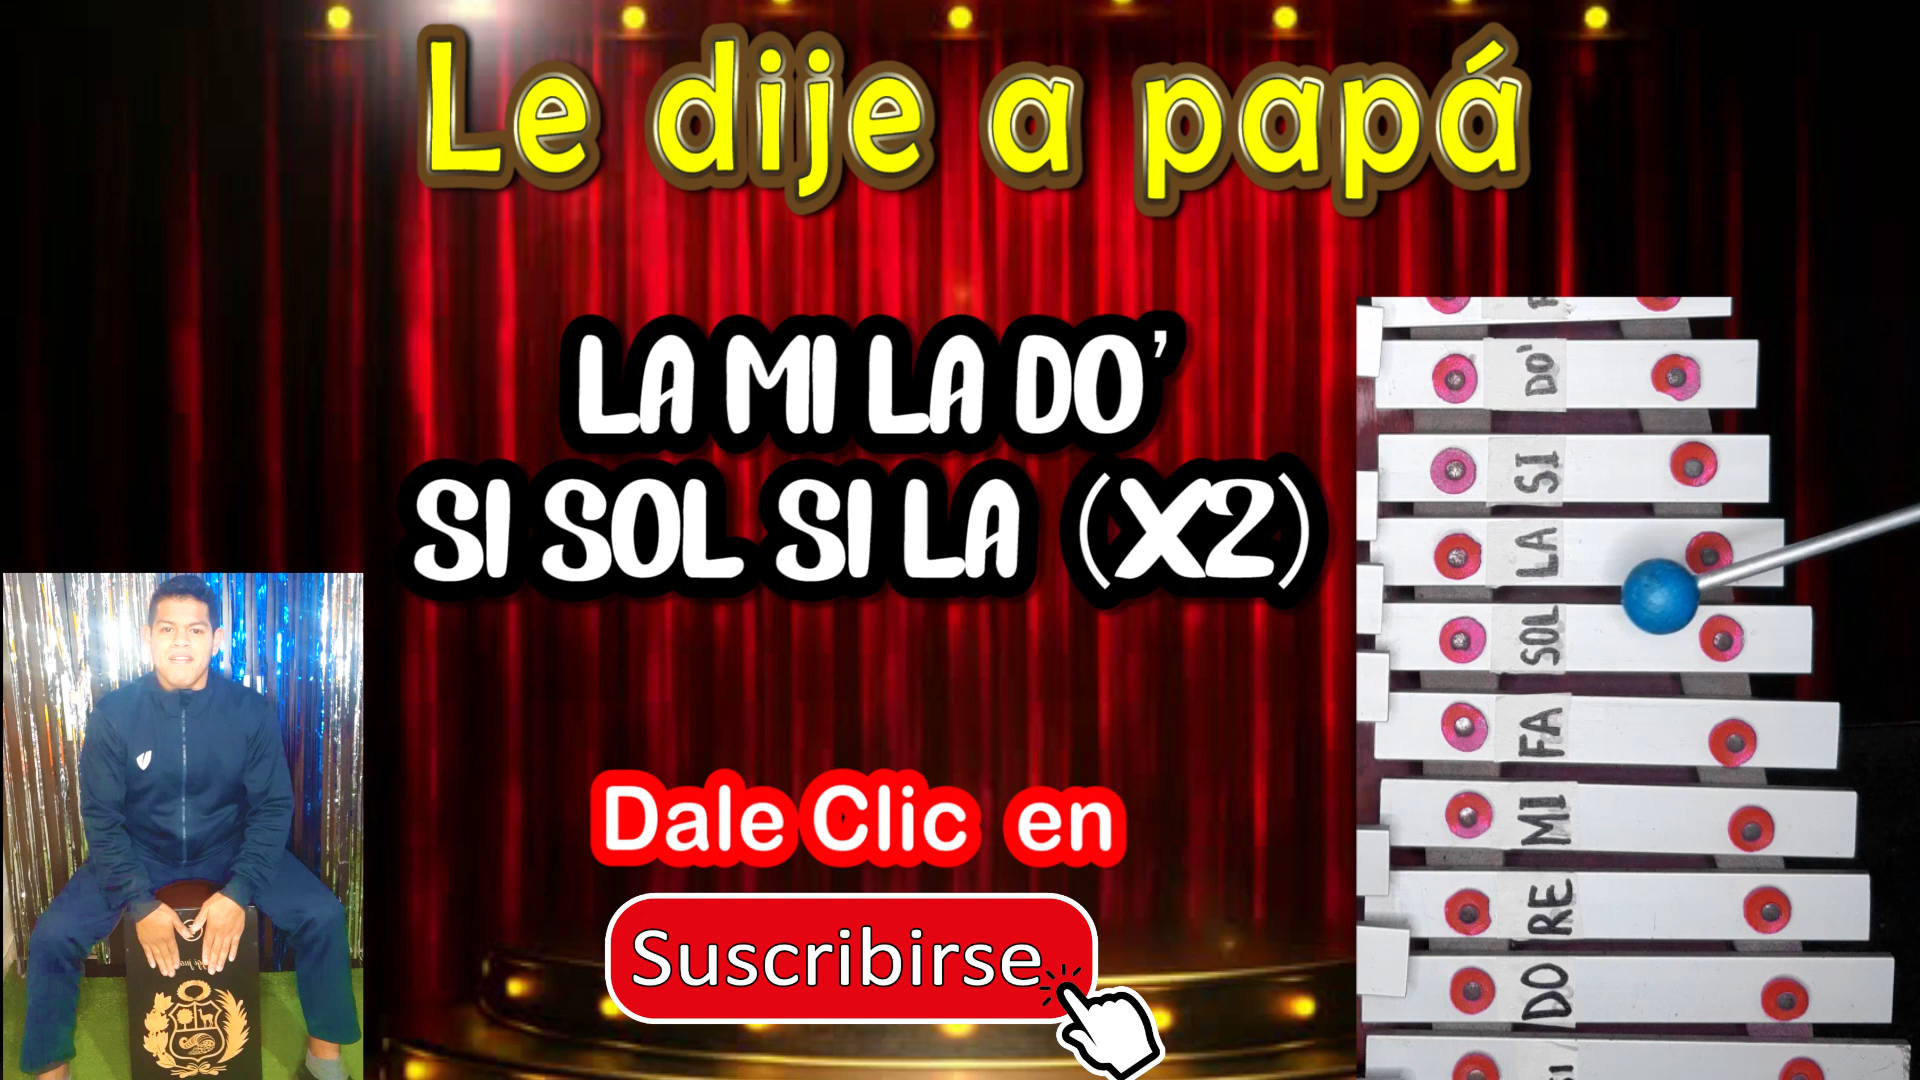 Le dije a papá
LA MI LA DO'
SI SOL SI LA (X2)
Dale Clic en
Suscribirse
DO'
SI
LA
SOL
FA
MI
RE
DO
SI